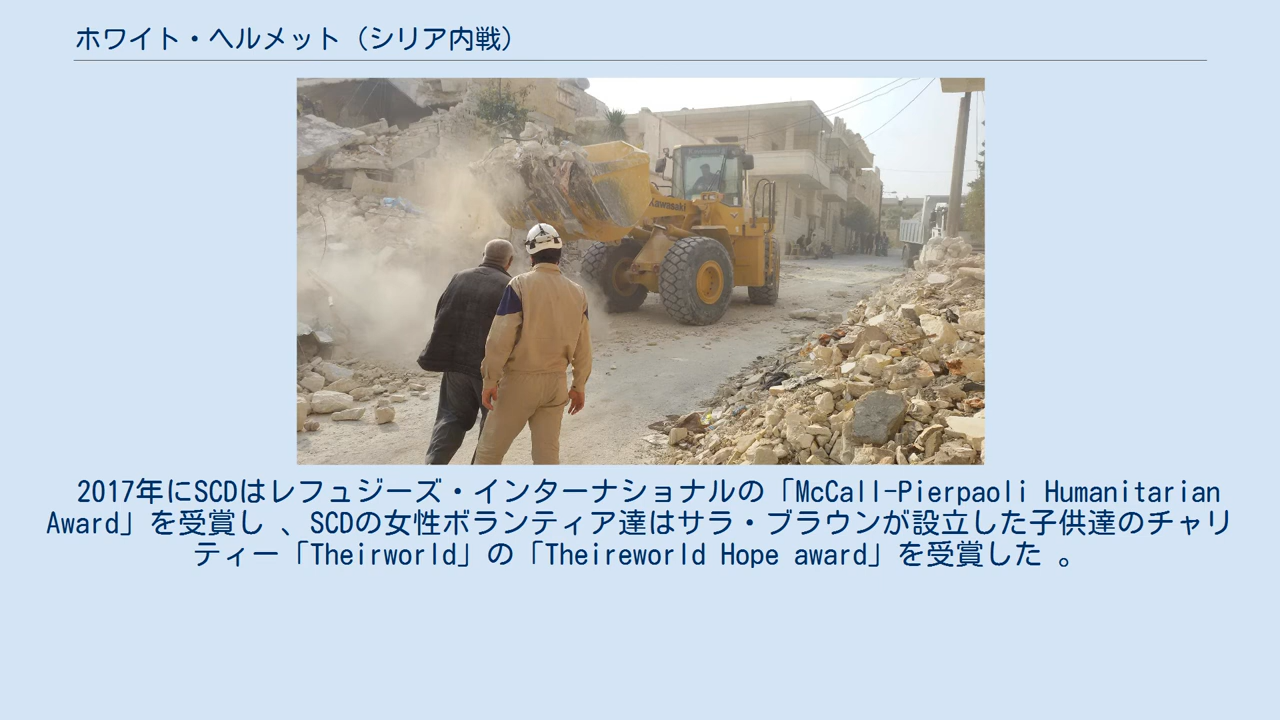 ホワイト・ヘルメット（シリア内戦）
Kawasaki
2017年にSCDはレフュジーズ・インターナショナルの「McCall-Pierpaoli Humanitarian
Award」を受賞し 、SCDの女性ボランティア達はサラ・ブラウンが設立した子供達のチャリ
ティー「Theirworld」の「Theireworld Hope award」を受賞した 。